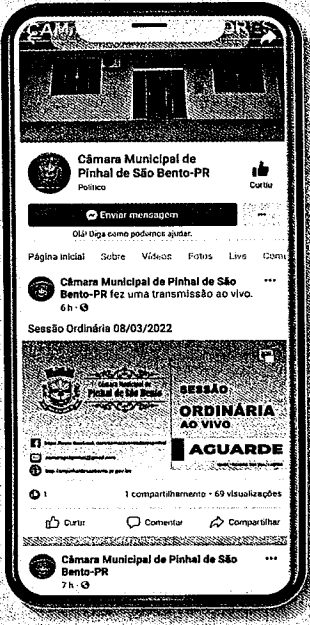 Câmara Municipal de
Pinhal de São Bento-PR
Político
Curtiu
Enviar mensagem
Olá! Diga como podemos ajudar.
Página inicial Sobre Vídeos Fotos Live
Câmara Municipal de Pinhal de São
Bento-PR fez uma transmissão ao vivo.
6 h
Sessão Ordinária 08/03/2022
Câmara Municipal de
Pinhal de São Bento
SESSÃO
ORDINÁRIA
AO VIVO
AGUARDE
1
1 compartilhamento • 69 visualizações
Curtir
Comentar
Compartilhar
Câmara Municipal de Pinhal de São
Bento-PR
7 h